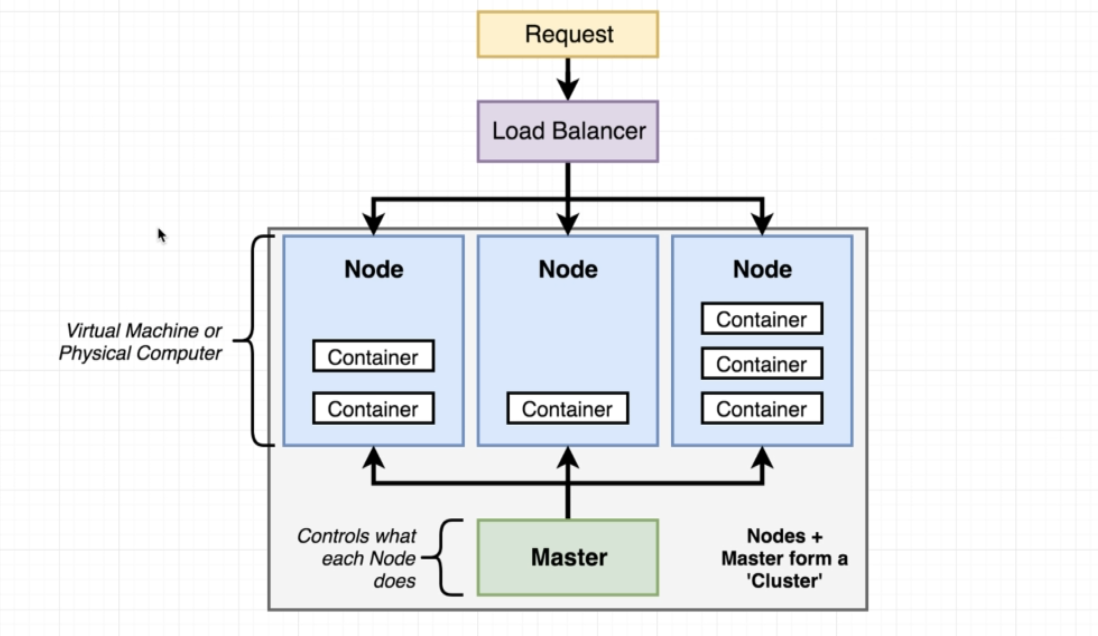 Request
Load Balancer
Node
Node
Node
Container
Container
Container
Container
Container
Container
Virtual Machine or
Physical Computer
Controls what
each Node
does
Master
Nodes +
Master form a
'Cluster'